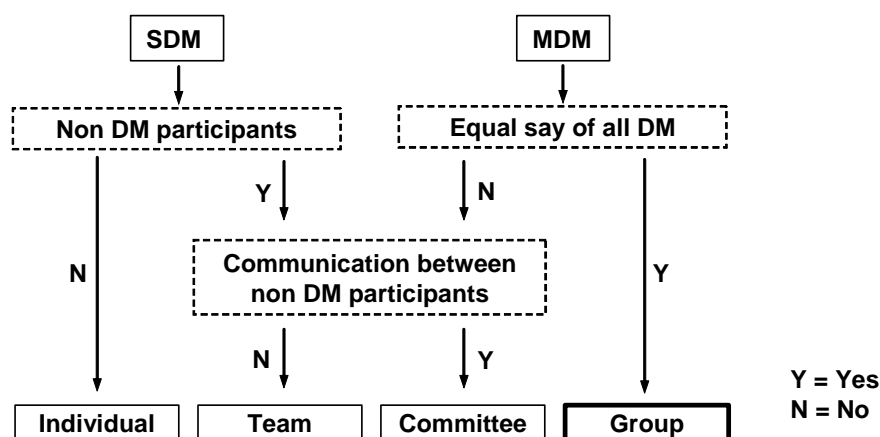 SDM
MDM
Non DM participants
Equal say of all DM
Y
N
N
Communication between
non DM participants
Y
N
Y
Y = Yes
N = No
Individual
Team
Committee
Group